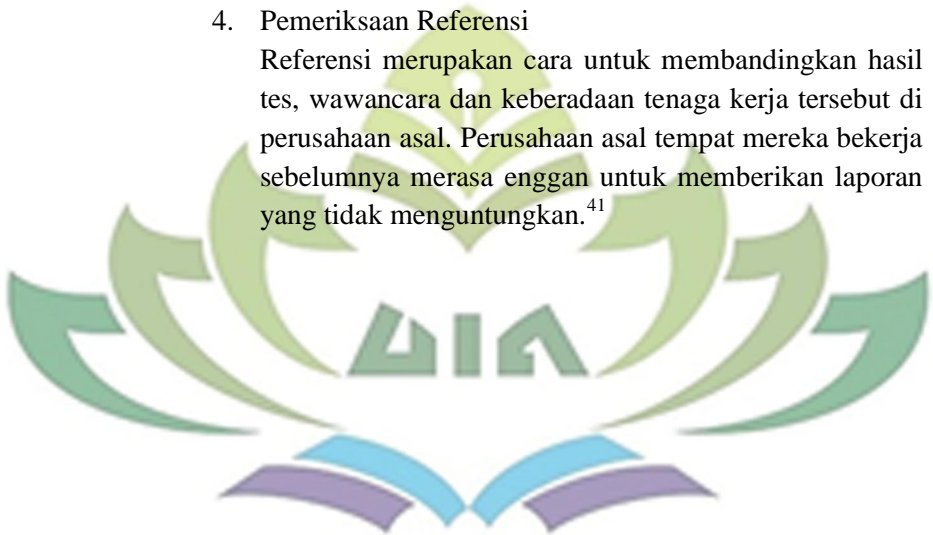 4. Pemeriksaan Referensi
Referensi merupakan cara untuk membandingkan hasil
tes, wawancara dan keberadaan tenaga kerja tersebut di
perusahaan asal. Perusahaan asal tempat mereka bekerja
sebelumnya merasa enggan untuk memberikan laporan
yang tidak menguntungkan.41
UIN